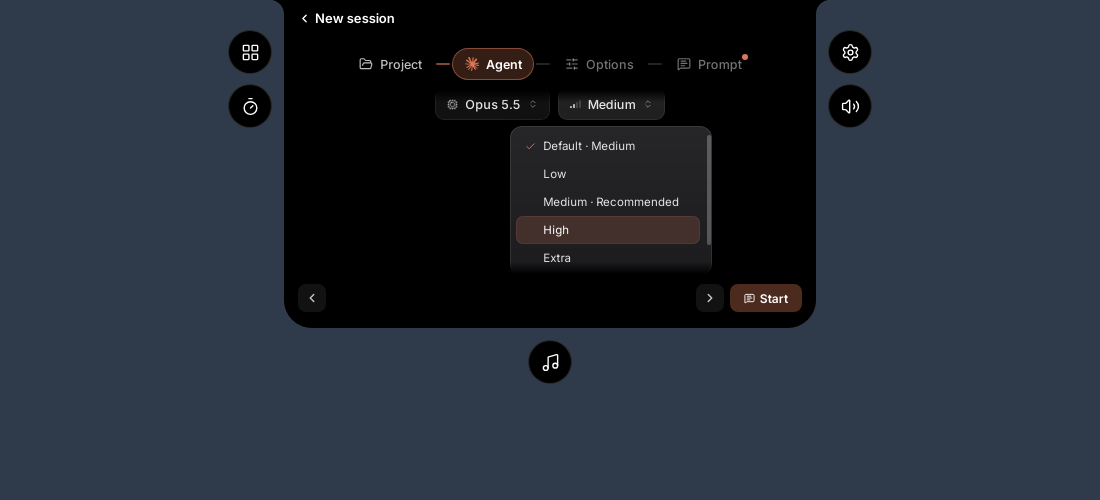 New session
Project
Agent
Options
Prompt
Opus 5.5
Medium
Default · Medium
Low
Medium · Recommended
High
Extra
Start